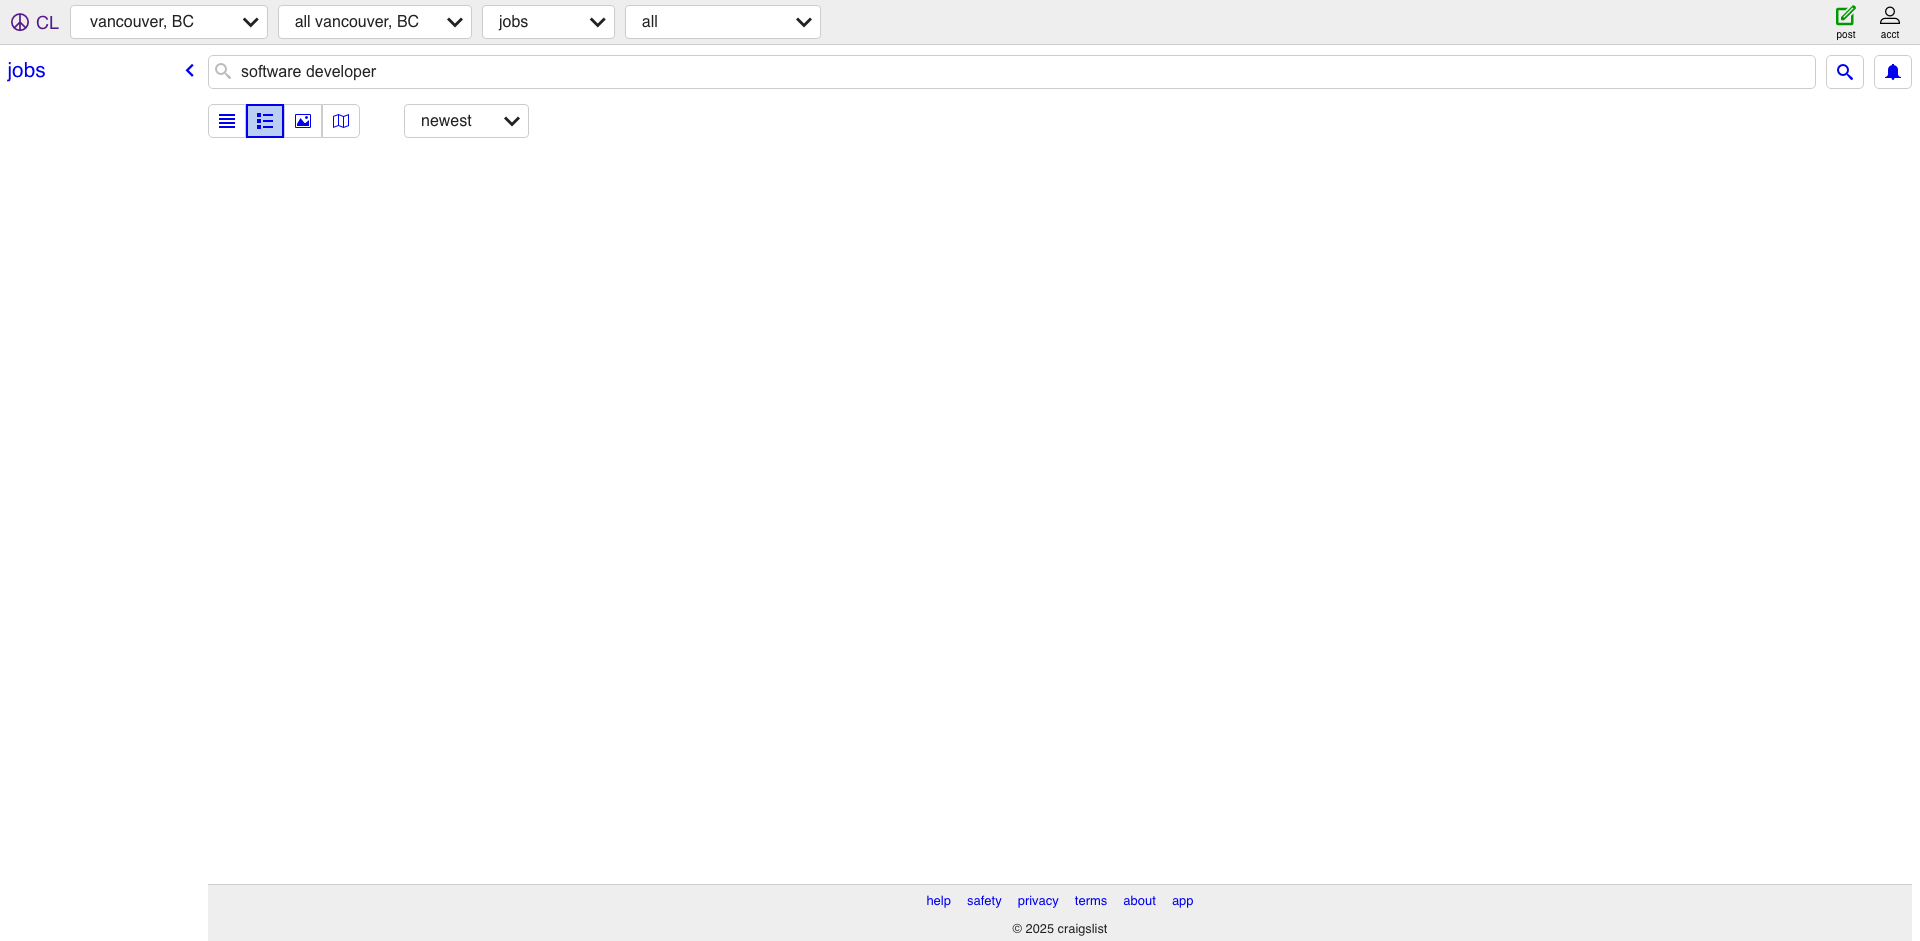 CL vancouver, BC all vancouver, BC jobs all post acct
jobs software developer
newest
help safety privacy terms about app
© 2025 craigslist